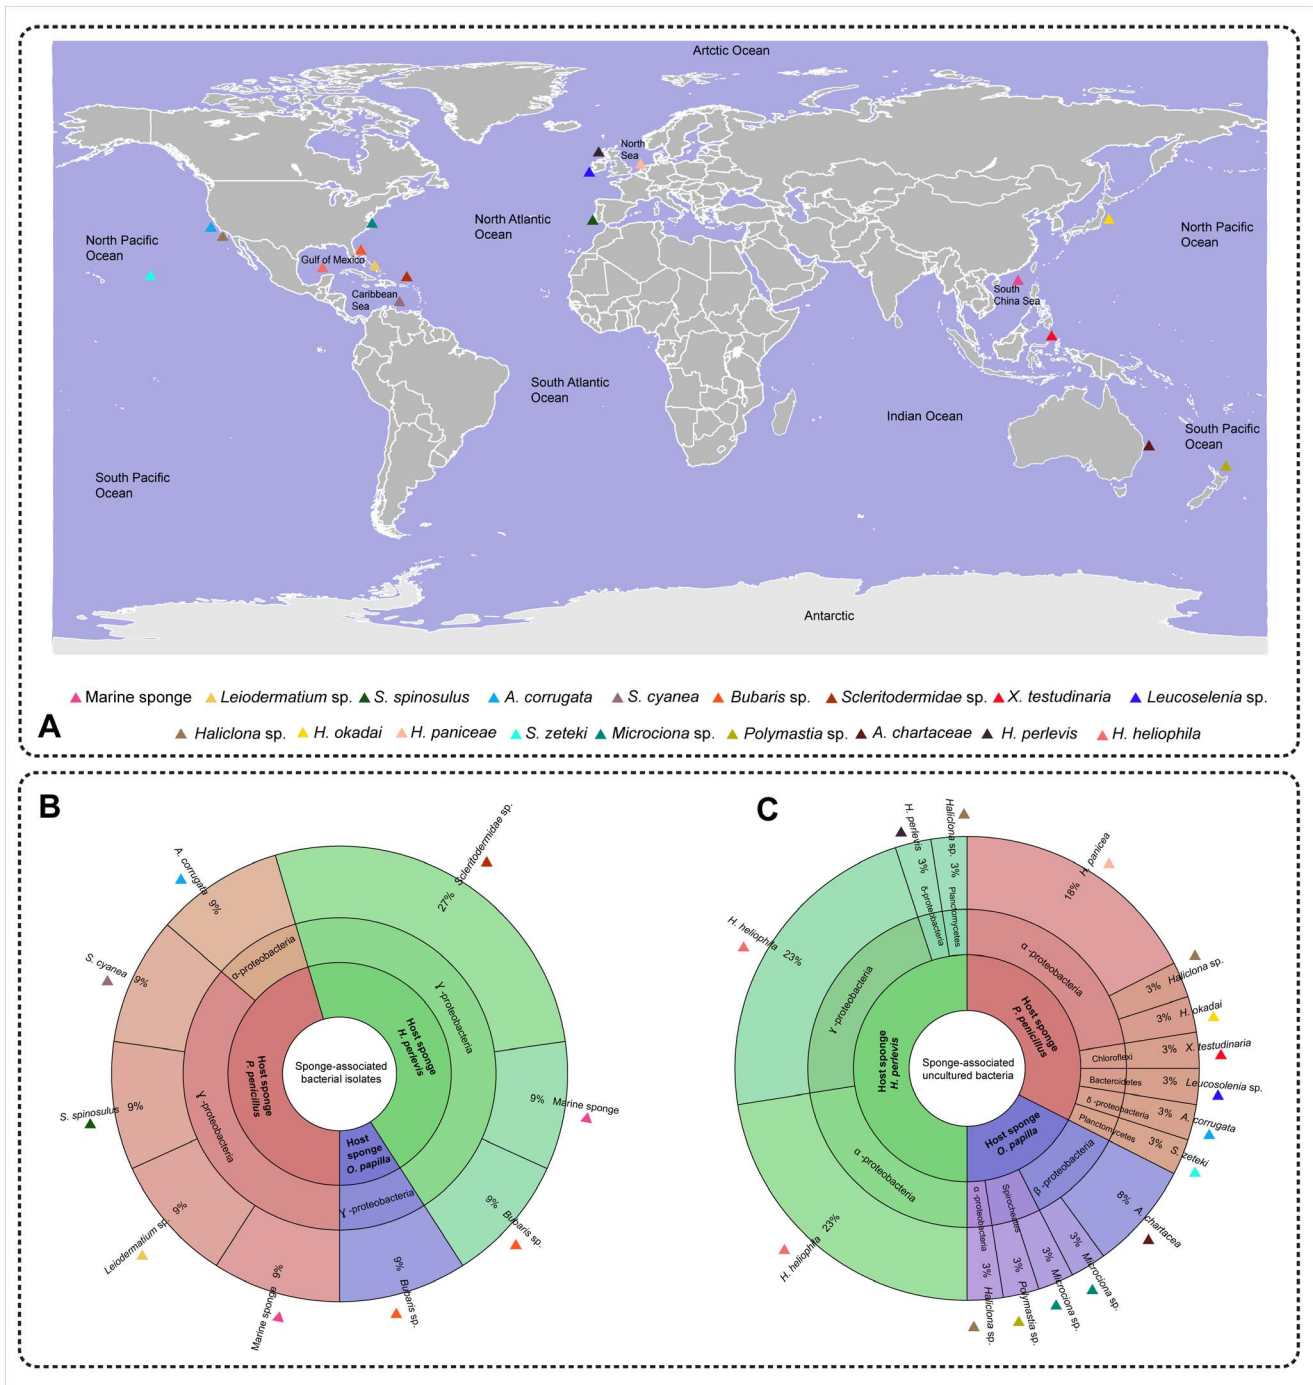 Artctic Ocean
North
Sea
North Atlantic
Ocean
North Pacific
Ocean
North Pacific
Ocean
Gulf of Mexico
Caribbean
Sea
South
China Sea
South Atlantic
Ocean
Indian Ocean
South Pacific
Ocean
South Pacific
Ocean
Antarctic
Marine sponge Leiodermatium sp. S. spinosulus A. corrugata S. cyanea Bubaris sp. Scleritodermidae sp. X. testudinaria Leucoselenia sp.
A
Haliclona sp. H. okadai H. paniceae S. zeteki Microciona sp. Polymastia sp. A. chartaceae H. perlevis H. heliophila
B
Sponge-associated
bacterial isolates
Host sponge
H. perlevis
γ -proteobacteria
27% Scleritodermidae sp.
9% Marine sponge
9% Bubaris sp.
Host
sponge
O. papilla
γ -proteobacteria
9% Bubaris sp.
Host sponge
P. penicillus
γ -proteobacteria
Marine sponge 9%
Leiodermatium sp. 9%
S. spinosulus 9%
S. cyanea 9%
α-proteobacteria
A. corrugata 9%
C
Sponge-associated
uncultured bacteria
Host sponge
P. penicillus
α -proteobacteria
18% H. panicea
3% Haliclona sp.
3% H. okadai
Chloroflexi
3% X. testudinaria
Bacteroidetes
3% Leucosolenia sp.
δ -proteobacteria
3% A. corrugata
Planctomycetes
3% S. zeteki
Host sponge
O. papilla
β -proteobacteria
8% A. chartacea
3% Microciona sp.
Spirochaetes
3% Microciona sp.
3% Polymastia sp.
α -proteobacteria
3% Haliclona sp.
Host sponge
H. perlevis
α -proteobacteria
H. heliophila 23%
γ -proteobacteria
H. heliophila 23%
δ-proteobacteria
H. perlevis 3%
Planctomycetes
Haliclona sp. 3%